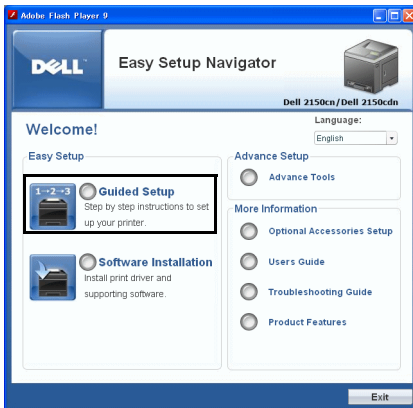 Adobe Flash Player 9
DELL
Easy Setup Navigator
Dell 2150cn/Dell 2150cdn
Welcome!
Language:
English
Easy Setup
1→2→3
Guided Setup
Step by step instructions to set
up your printer.
Software Installation
Install print driver and
supporting software.
Advance Setup
Advance Tools
More Information
Optional Accessories Setup
Users Guide
Troubleshooting Guide
Product Features
Exit